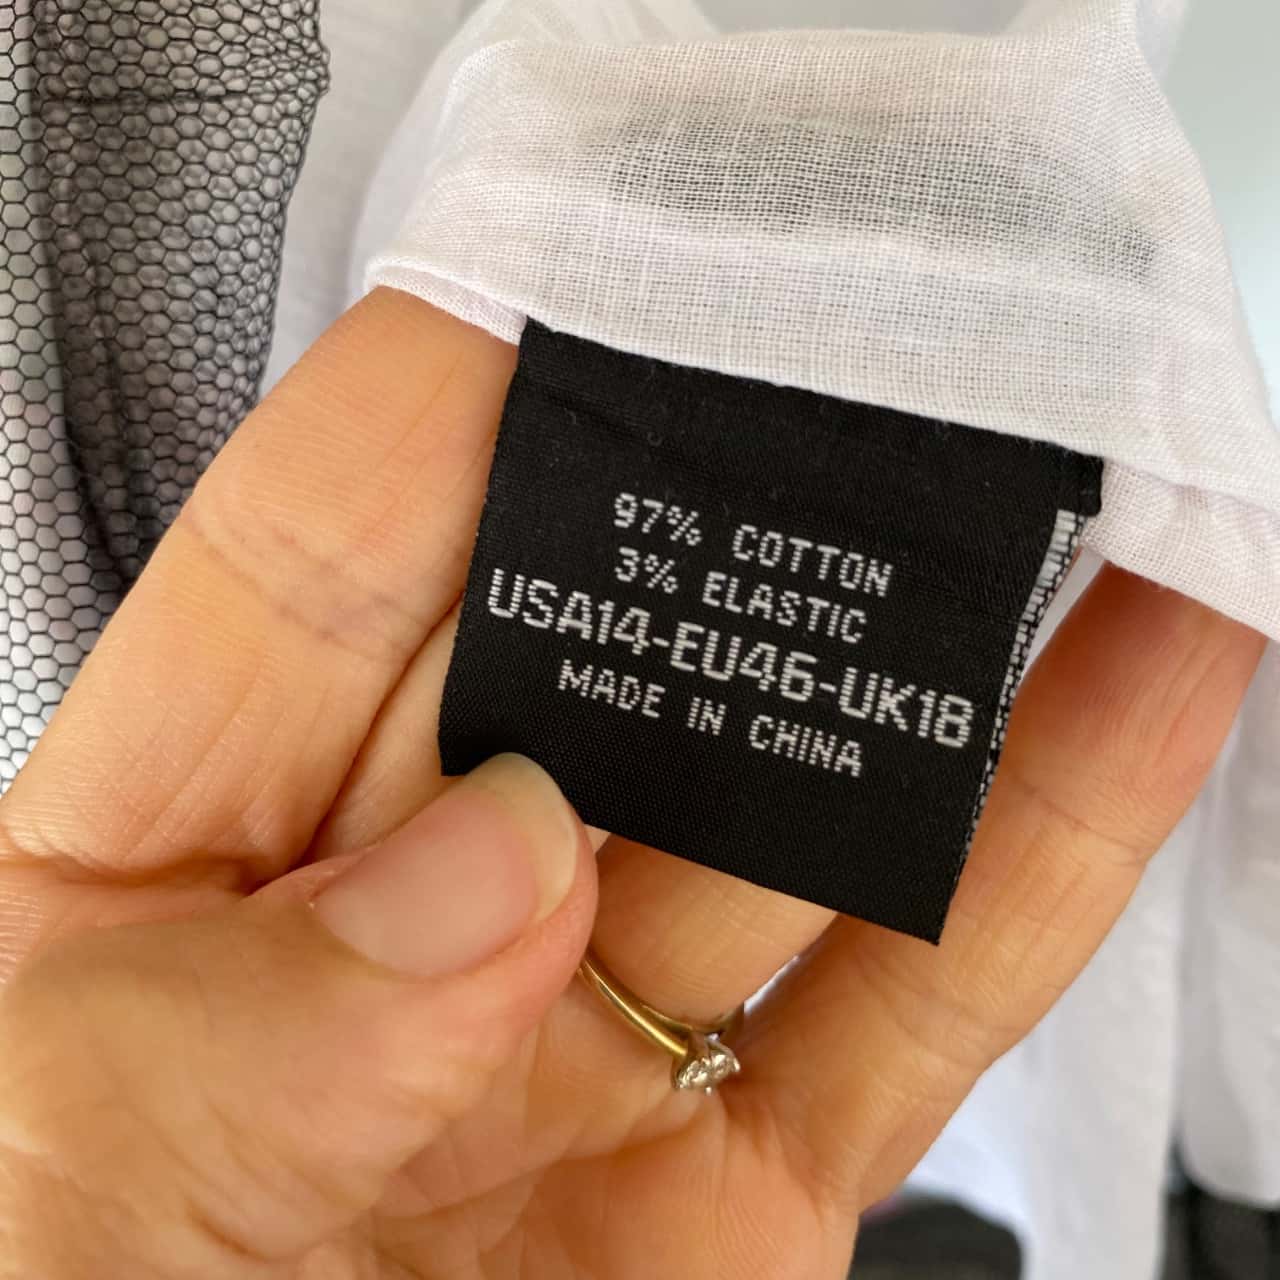 97% COTTON
3% ELASTIC
USA14-EU46-UK18
MADE IN CHINA